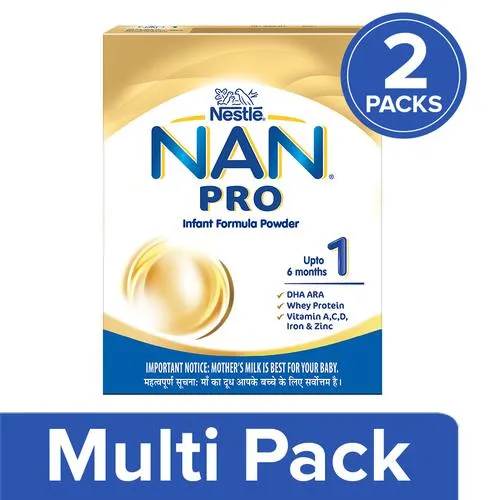 2
PACKS
Nestlé
NAN
PRO
Infant Formula Powder
Upto
6 months
1
DHA ARA
Whey Protein
Vitamin A,C,D,
Iron & Zinc
IMPORTANT NOTICE: MOTHER'S MILK IS BEST FOR YOUR BABY.
महत्वपूर्ण सूचना: माँ का दूध आपके बच्चे के लिए सर्वोत्तम है।
Multi Pack